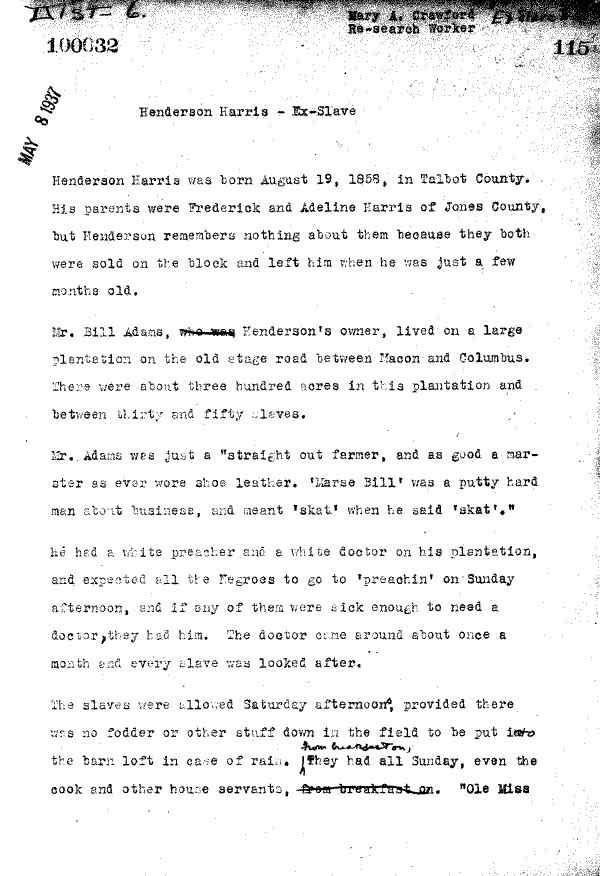 DIST- 6.
Mary A. Crawford Ex Slave
Re-search Worker
100032
115
MAY 8 1937
Henderson Harris - Ex-Slave
Henderson Harris was born August 19, 1858, in Talbot County.
His parents were Frederick and Adeline Harris of Jones County,
but Henderson remembers nothing about them because they both
were sold on the block and left him when he was just a few
months old.
Mr. Bill Adams, who was Henderson's owner, lived on a large
plantation on the old stage road between Macon and Columbus.
There were about three hundred acres in this plantation and
between thirty and fifty slaves.
Mr. Adams was just a "straight out farmer, and as good a mar-
ster as ever wore shoe leather. 'Marse Bill' was a putty hard
man about business, and meant 'skat' when he said 'skat'."
he had a white preacher and a white doctor on his plantation,
and expected all the Negroes to go to 'preachin' on Sunday
afternoon, and if any of them were sick enough to need a
doctor, they had him. The doctor came around about once a
month and every slave was looked after.
The slaves were allowed Saturday afternoon, provided there
was no fodder or other stuff down in the field to be put into
from breakfast on,
the barn loft in case of rain. They had all Sunday, even the
cook and other house servants, from breakfast on. "Ole Miss